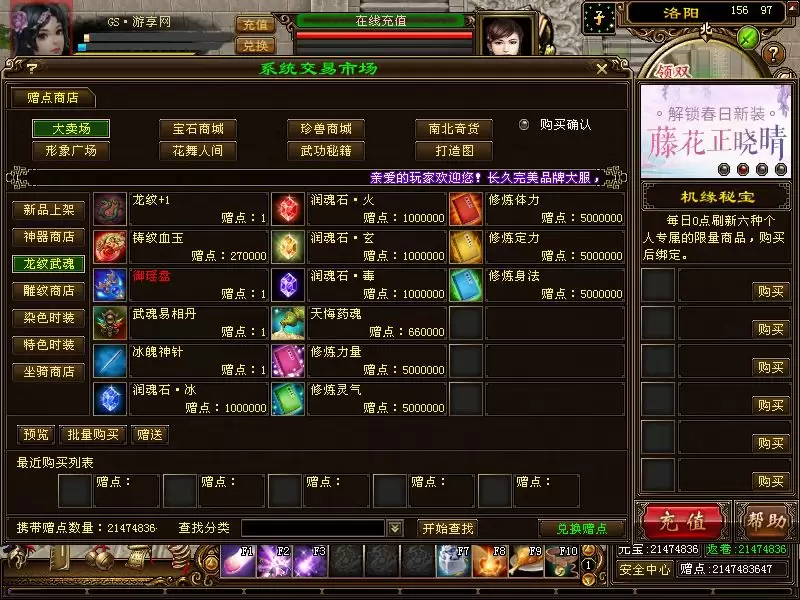 GS·游享网
充值
兑换
在线充值
子
洛阳 156 97
北
?
领双
? 系统交易市场 ×
赠点商店
大卖场 宝石商城 珍兽商城 南北奇货 购买确认
形象广场 花舞人间 武功秘籍 打造图
亲爱的玩家欢迎您！长久完美品牌大服，
新品上架
神器商店
龙纹武魂
雕纹商店
染色时装
特色时装
坐骑商店
龙纹+1 润魂石·火 修炼体力
赠点：1 赠点：1000000 赠点：5000000
铸纹血玉 润魂石·玄 修炼定力
赠点：270000 赠点：1000000 赠点：5000000
御瑶盘 润魂石·毒 修炼身法
赠点：1 赠点：1000000 赠点：5000000
武魂易相丹 天悔药魂
赠点：1 赠点：660000
冰魄神针 修炼力量
赠点：1 赠点：5000000
润魂石·冰 修炼灵气
赠点：1000000 赠点：5000000
预览 批量购买 赠送
最近购买列表
赠点： 赠点： 赠点： 赠点： 赠点：
携带赠点数量：21474836 查找分类 开始查找 兑换赠点
解锁春日新装
藤花正晓晴
机缘秘宝
每日0点刷新六种个
人专属的限量商品，购买
后绑定。
购买
购买
购买
购买
购买
购买
充值 帮助
F1 F2 F3 F7 F8 F9 F10 1
元宝：21474836 返卷：21474836
安全中心 赠点：2147483647